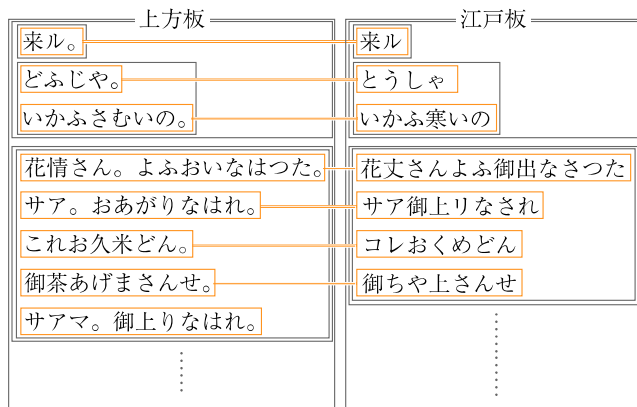 上方板
来ル。
どふじや。
いかふさむいの。
花情さん。よふおいなはつた。
サア。おあがりなはれ。
これお久米どん。
御茶あげまさんせ。
サアマ。御上りなはれ。
江戸板
来ル
とうしゃ
いかふ寒いの
花丈さんよふ御出なさつた
サア御上リなされ
コレおくめどん
御ちや上さんせ